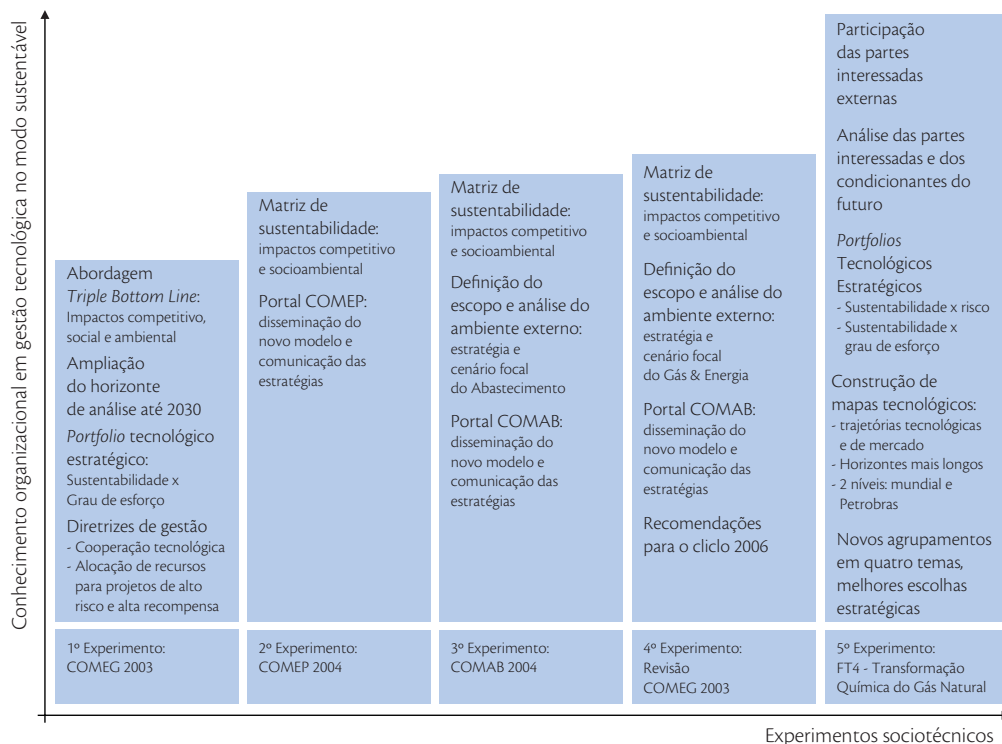 Conhecimento organizacional em gestão tecnológica no modo sustentável
Abordagem
Triple Bottom Line:
Impactos competitivo,
social e ambiental
Ampliação
do horizonte
de análise até 2030
Portfolio tecnológico
estratégico:
Sustentabilidade x
Grau de esforço
Diretrizes de gestão
- Cooperação tecnológica
- Alocação de recursos
para projetos de alto
risco e alta recompensa
1º Experimento:
COMEG 2003
Matriz de
sustentabilidade:
impactos competitivo
e socioambiental
Portal COMEP:
disseminação do
novo modelo e
comunicação das
estratégias
2º Experimento:
COMEP 2004
Matriz de
sustentabilidade:
impactos competitivo
e socioambiental
Definição do
escopo e análise do
ambiente externo:
estratégia e
cenário focal
do Abastecimento
Portal COMAB:
disseminação do
novo modelo e
comunicação das
estratégias
3º Experimento:
COMAB 2004
Matriz de
sustentabilidade:
impactos competitivo
e socioambiental
Definição do
escopo e análise do
ambiente externo:
estratégia e
cenário focal
do Gás & Energia
Portal COMAB:
disseminação do
novo modelo e
comunicação das
estratégias
Recomendações
para o cliclo 2006
4º Experimento:
Revisão
COMEG 2003
Participação
das partes
interessadas
externas
Análise das partes
interessadas e dos
condicionantes do
futuro
Portfolios
Tecnológicos
Estratégicos
- Sustentabilidade x risco
- Sustentabilidade x
grau de esforço
Construção de
mapas tecnológicos:
- trajetórias tecnológicas
e de mercado
- Horizontes mais longos
- 2 níveis: mundial e
Petrobras
Novos agrupamentos
em quatro temas,
melhores escolhas
estratégicas
5º Experimento:
FT4 - Transformação
Química do Gás Natural
Experimentos sociotécnicos